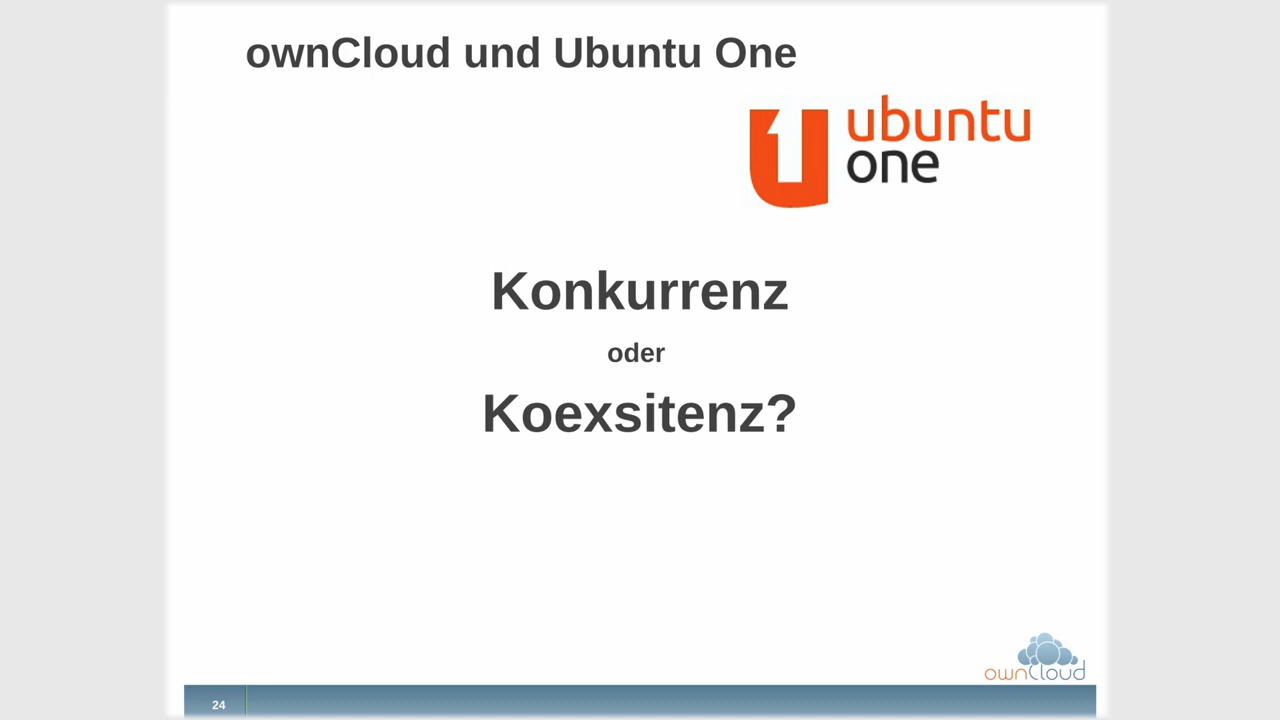 ownCloud und Ubuntu One
ubuntu
one
Konkurrenz
oder
Koexsitenz?
ownCloud
24